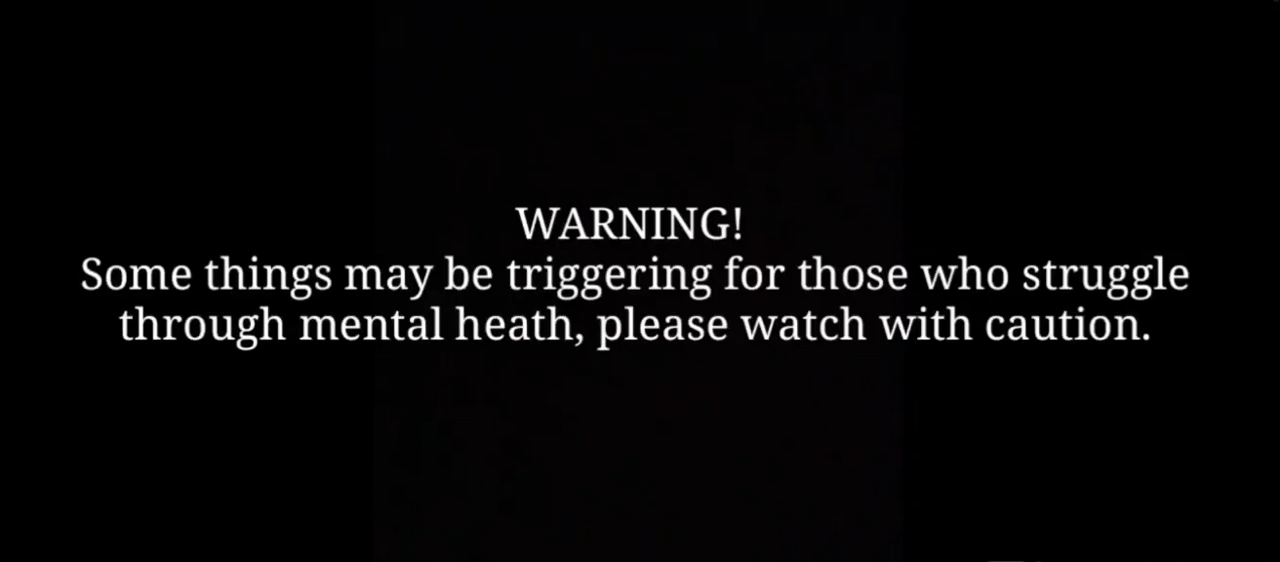 WARNING!
Some things may be triggering for those who struggle
through mental heath, please watch with caution.